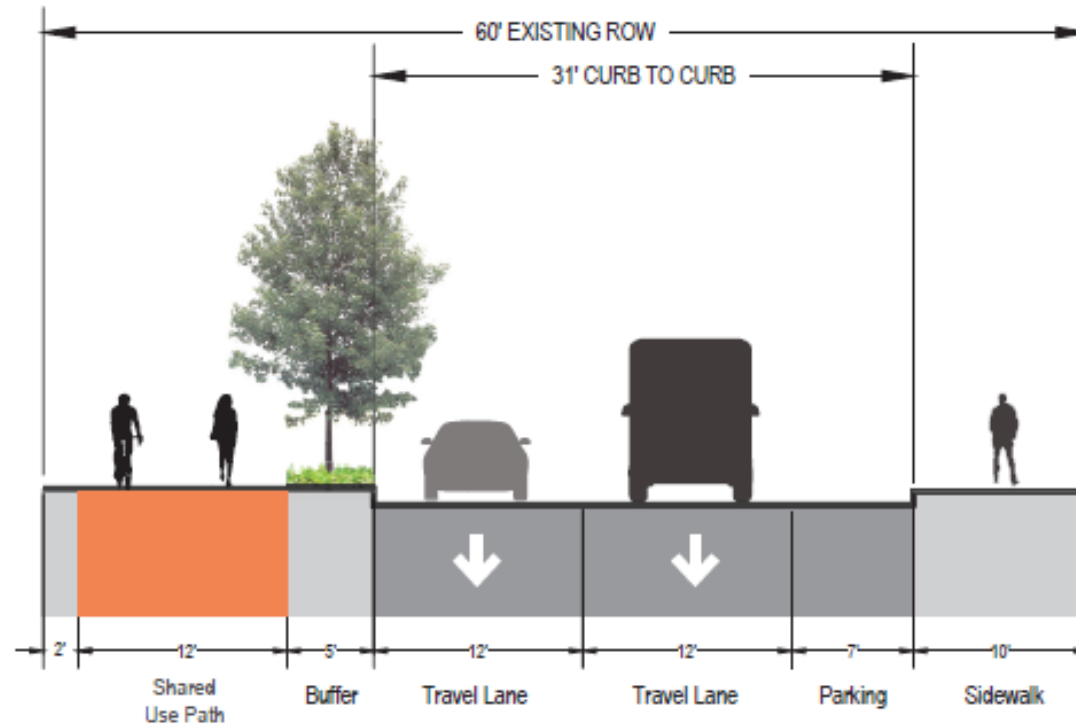 60' EXISTING ROW
31' CURB TO CURB
2' 12' 5' 12' 12' 7' 10'
Shared
Use Path
Buffer
Travel Lane
Travel Lane
Parking
Sidewalk